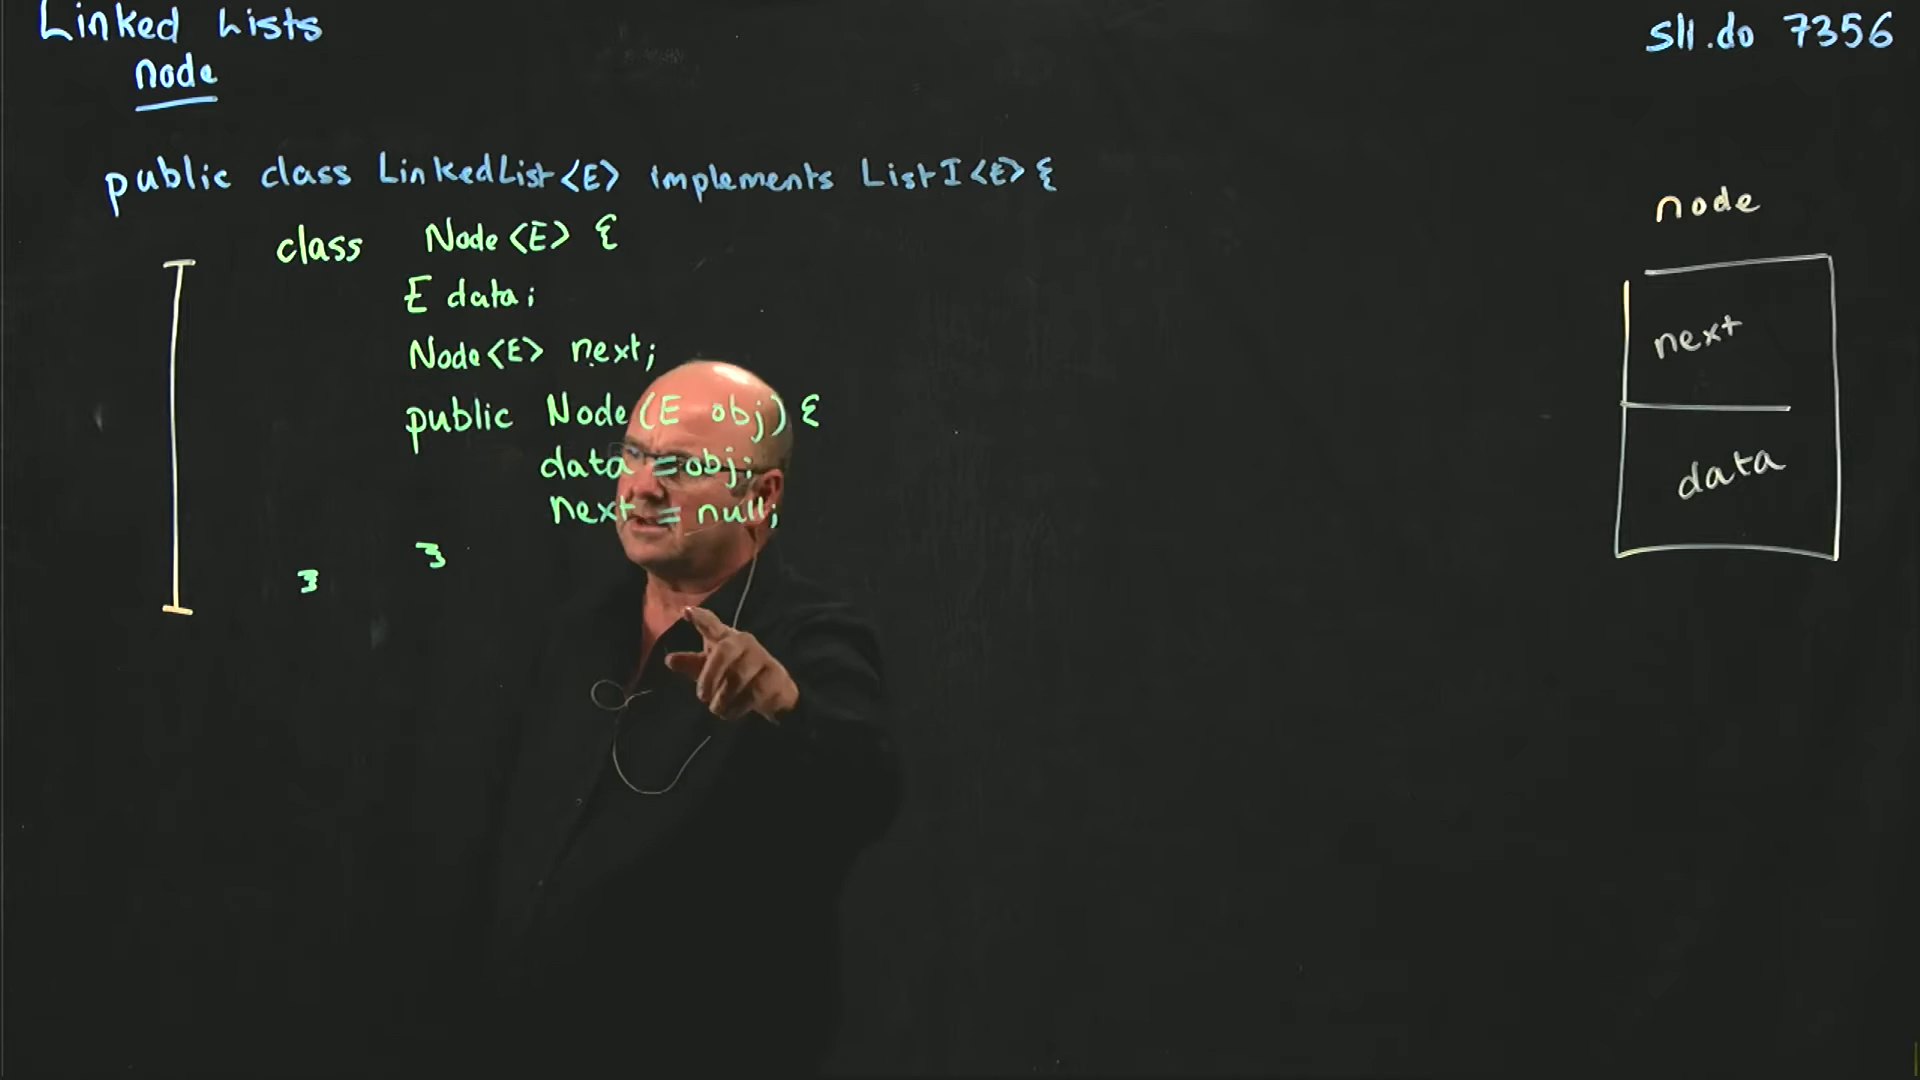 Linked Lists
node
sli.do 7356
public class LinkedList<E> implements ListI<E>{
class Node<E> {
E data;
Node<E> next;
public Node(E obj) {
data = obj;
next = null;
}
}
node
next
data